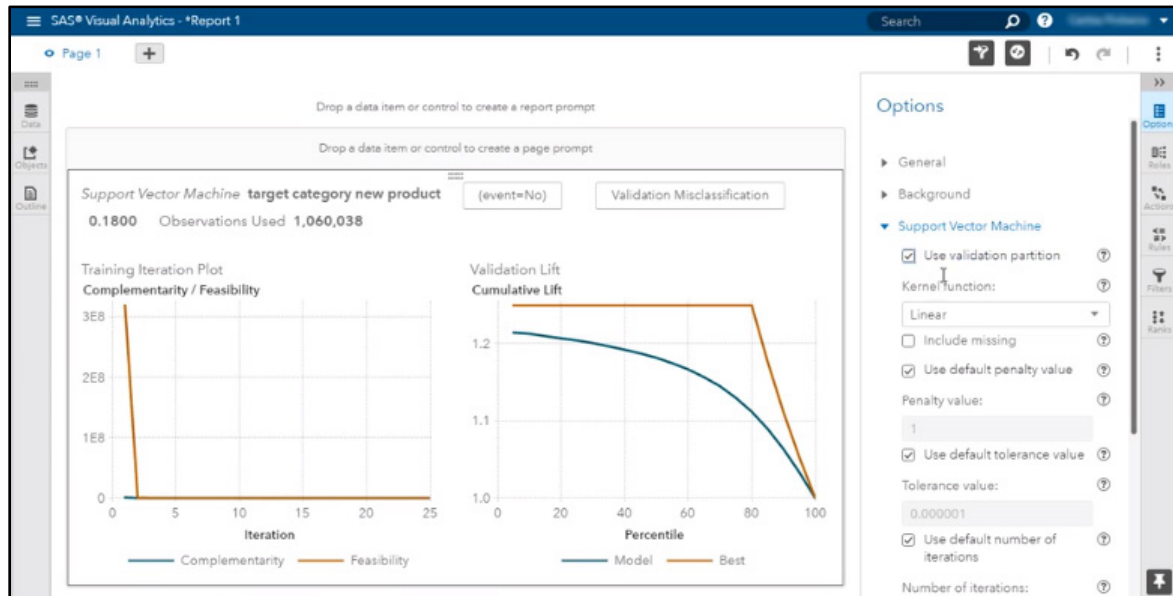 SAS® Visual Analytics - *Report 1
Search
Page 1
Drop a data item or control to create a report prompt
Drop a data item or control to create a page prompt
Data
Objects
Outline
Support Vector Machine target category new product
(event=No)
Validation Misclassification
0.1800 Observations Used 1,060,038
Training Iteration Plot
Complementarity / Feasibility
3E8
2E8
1E8
0
0 5 10 15 20 25
Iteration
Complementarity Feasibility
Validation Lift
Cumulative Lift
1.2
1.1
1.0
0 20 40 60 80 100
Percentile
Model Best
Options
General
Background
Support Vector Machine
Use validation partition
Kernel function:
Linear
Include missing
Use default penalty value
Penalty value:
1
Use default tolerance value
Tolerance value:
0.000001
Use default number of
iterations
Number of iterations:
Option
Roles
Action
Rules
Filters
Ranks